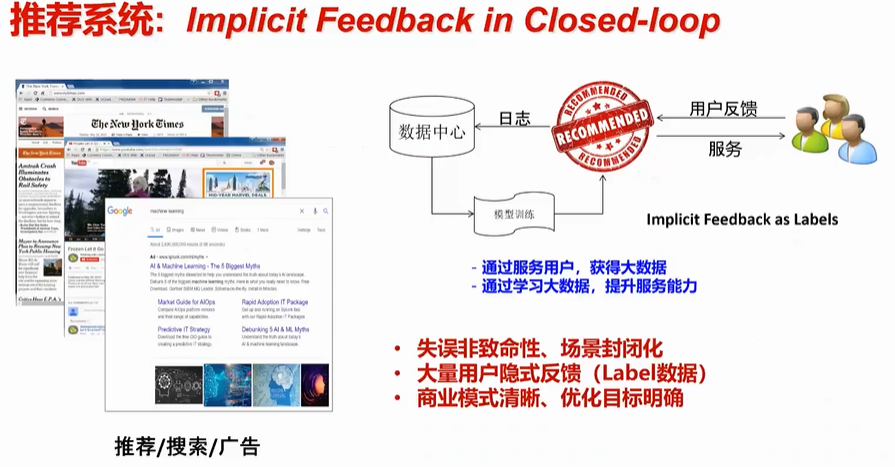 推荐系统: Implicit Feedback in Closed-loop
The New York Times
Amtrak Crush
Illuminates
Obstacles to
Rail Safety
Google
machine learning
AI & Machine Learning - The 5 Biggest Myths
Market Guide for AIOps
Rapid Adoption IT Package
Predictive IT Strategy
Debunking 5 AI & ML Myths
推荐/搜索/广告
数据中心
日志
RECOMMENDED
RECOMMENDED
RECOMMENDED
用户反馈
服务
模型训练
Implicit Feedback as Labels
- 通过服务用户，获得大数据
- 通过学习大数据，提升服务能力
• 失误非致命性、场景封闭化
• 大量用户隐式反馈（Label数据）
• 商业模式清晰、优化目标明确